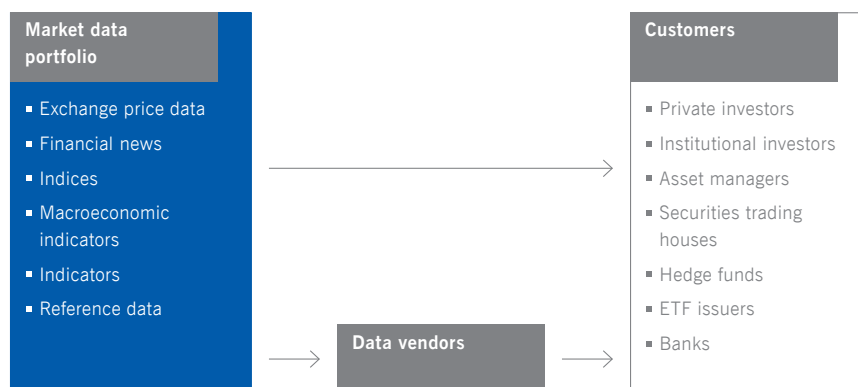 Market data
portfolio
▪ Exchange price data
▪ Financial news
▪ Indices
▪ Macroeconomic
indicators
▪ Indicators
▪ Reference data
Data vendors
Customers
▪ Private investors
▪ Institutional investors
▪ Asset managers
▪ Securities trading
houses
▪ Hedge funds
▪ ETF issuers
▪ Banks